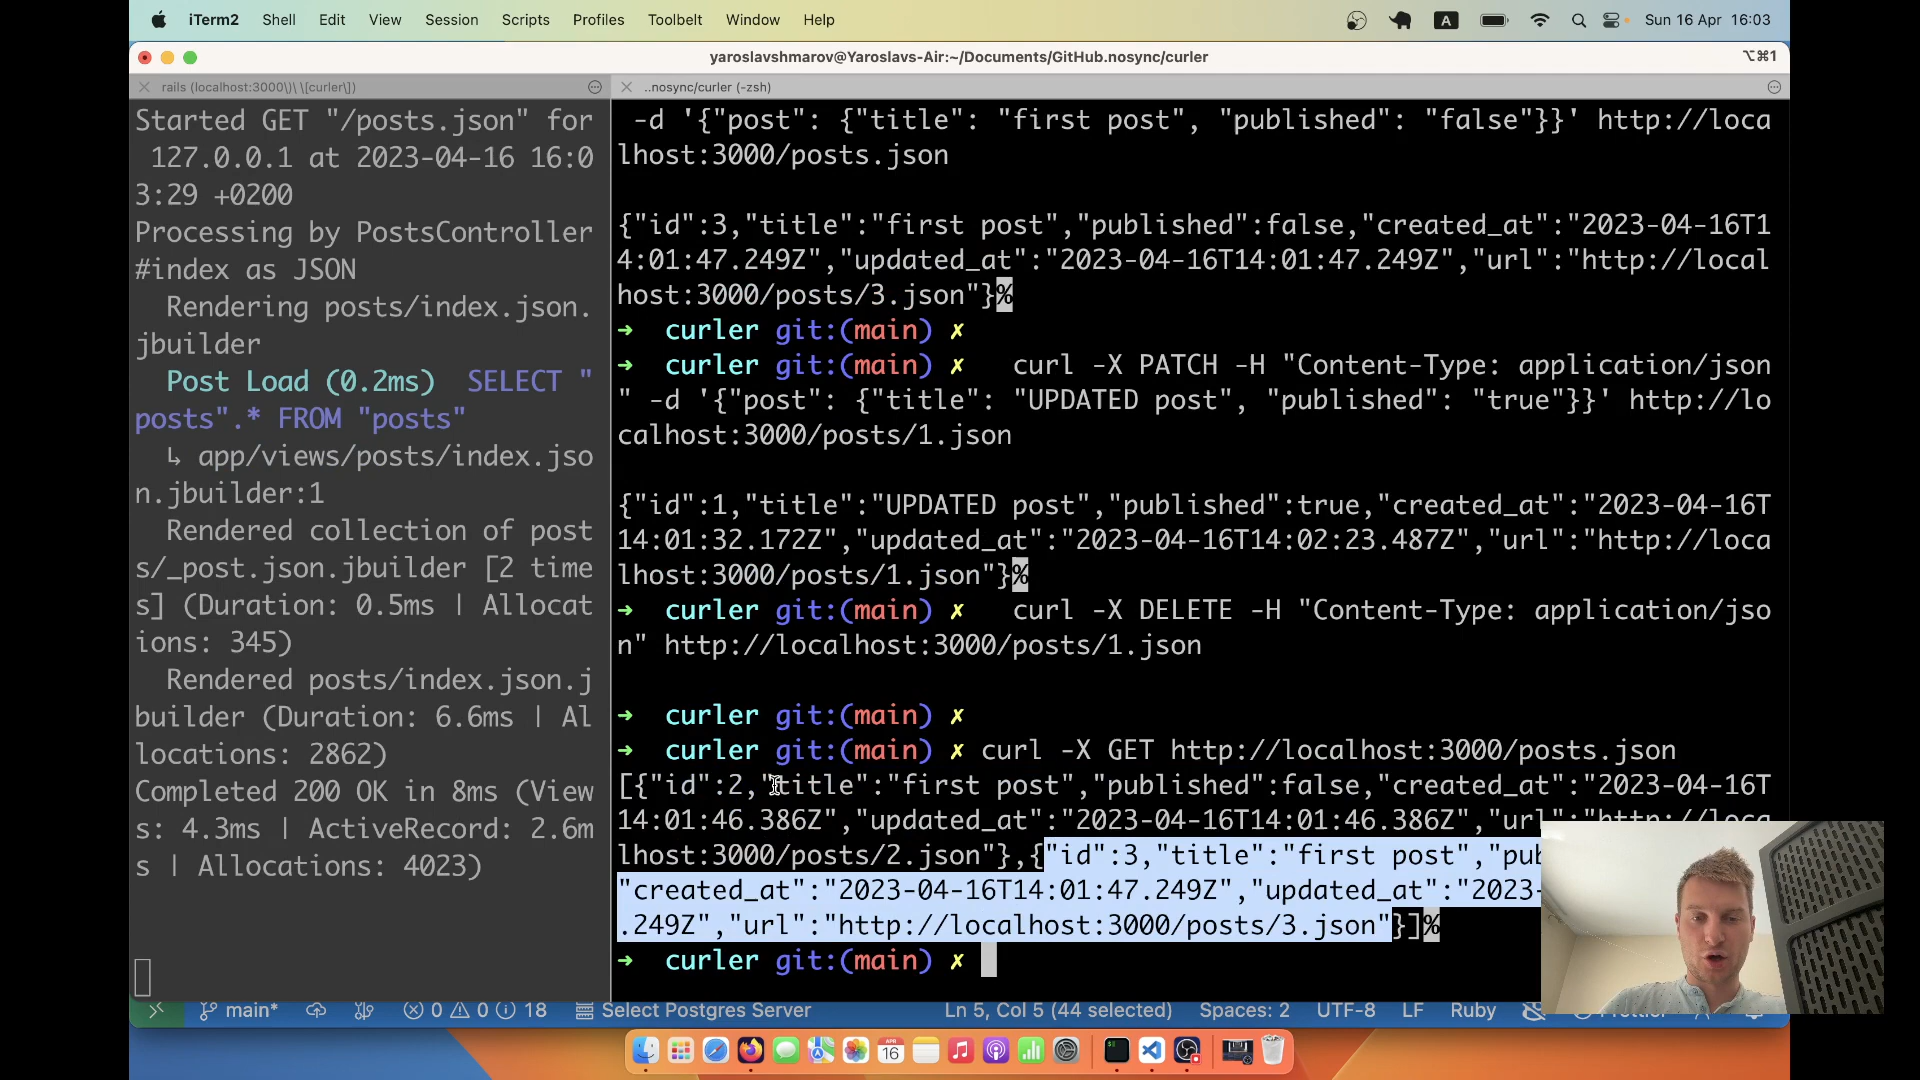 iTerm2 Shell Edit View Session Scripts Profiles Toolbelt Window Help A Sun 16 Apr 16:03
yaroslavshmarov@Yaroslavs-Air:~/Documents/GitHub.nosync/curler ⌥⌘1
rails (localhost:3000\)\ \[curler\])
Started GET "/posts.json" for
127.0.0.1 at 2023-04-16 16:0
3:29 +0200
Processing by PostsController
#index as JSON
Rendering posts/index.json.
jbuilder
Post Load (0.2ms) SELECT "
posts".* FROM "posts"
↳ app/views/posts/index.jso
n.jbuilder:1
Rendered collection of post
s/_post.json.jbuilder [2 time
s] (Duration: 0.5ms | Allocat
ions: 345)
Rendered posts/index.json.j
builder (Duration: 6.6ms | Al
locations: 2862)
Completed 200 OK in 8ms (View
s: 4.3ms | ActiveRecord: 2.6m
s | Allocations: 4023)
..nosync/curler (-zsh)
-d '{"post": {"title": "first post", "published": "false"}}' http://loca
lhost:3000/posts.json
{"id":3,"title":"first post","published":false,"created_at":"2023-04-16T1
4:01:47.249Z","updated_at":"2023-04-16T14:01:47.249Z","url":"http://local
host:3000/posts/3.json"}%
➜ curler git:(main) ✗
➜ curler git:(main) ✗ curl -X PATCH -H "Content-Type: application/json
" -d '{"post": {"title": "UPDATED post", "published": "true"}}' http://lo
calhost:3000/posts/1.json
{"id":1,"title":"UPDATED post","published":true,"created_at":"2023-04-16T
14:01:32.172Z","updated_at":"2023-04-16T14:02:23.487Z","url":"http://loca
lhost:3000/posts/1.json"}%
➜ curler git:(main) ✗ curl -X DELETE -H "Content-Type: application/jso
n" http://localhost:3000/posts/1.json
➜ curler git:(main) ✗
➜ curler git:(main) ✗ curl -X GET http://localhost:3000/posts.json
[{"id":2,"title":"first post","published":false,"created_at":"2023-04-16T
14:01:46.386Z","updated_at":"2023-04-16T14:01:46.386Z","url":"http://loca
lhost:3000/posts/2.json"},{"id":3,"title":"first post","pub
"created_at":"2023-04-16T14:01:47.249Z","updated_at":"2023-
.249Z","url":"http://localhost:3000/posts/3.json"}]%
➜ curler git:(main) ✗
main* 0 0 18 Select Postgres Server Ln 5, Col 5 (44 selected) Spaces: 2 UTF-8 LF Ruby
APR
16